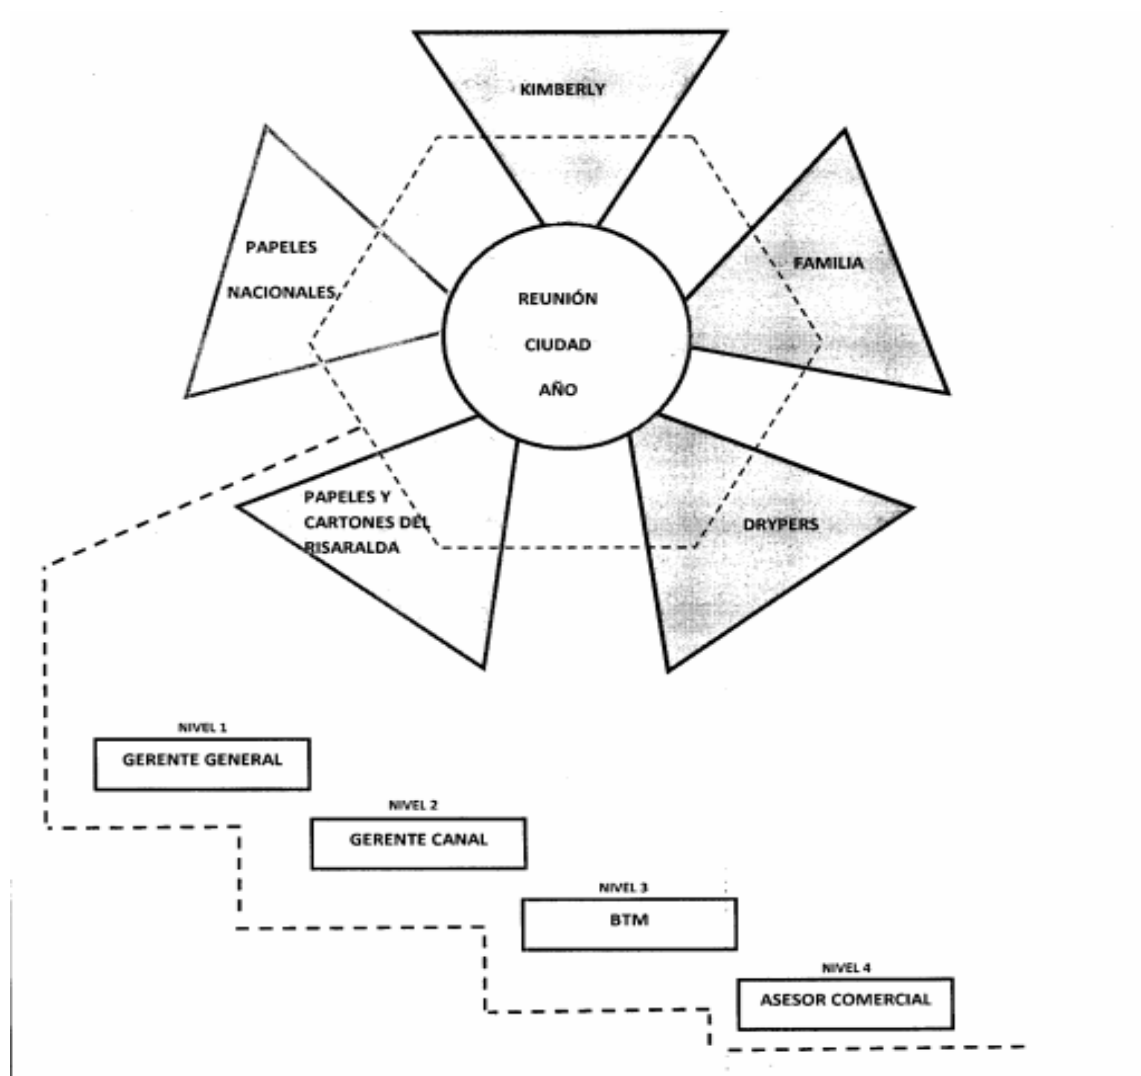 KIMBERLY
PAPELES
NACIONALES
FAMILIA
REUNIÓN
CIUDAD
AÑO
PAPELES Y
CARTONES DEL
RISARALDA
DRYPERS
NIVEL 1
GERENTE GENERAL
NIVEL 2
GERENTE CANAL
NIVEL 3
BTM
NIVEL 4
ASESOR COMERCIAL